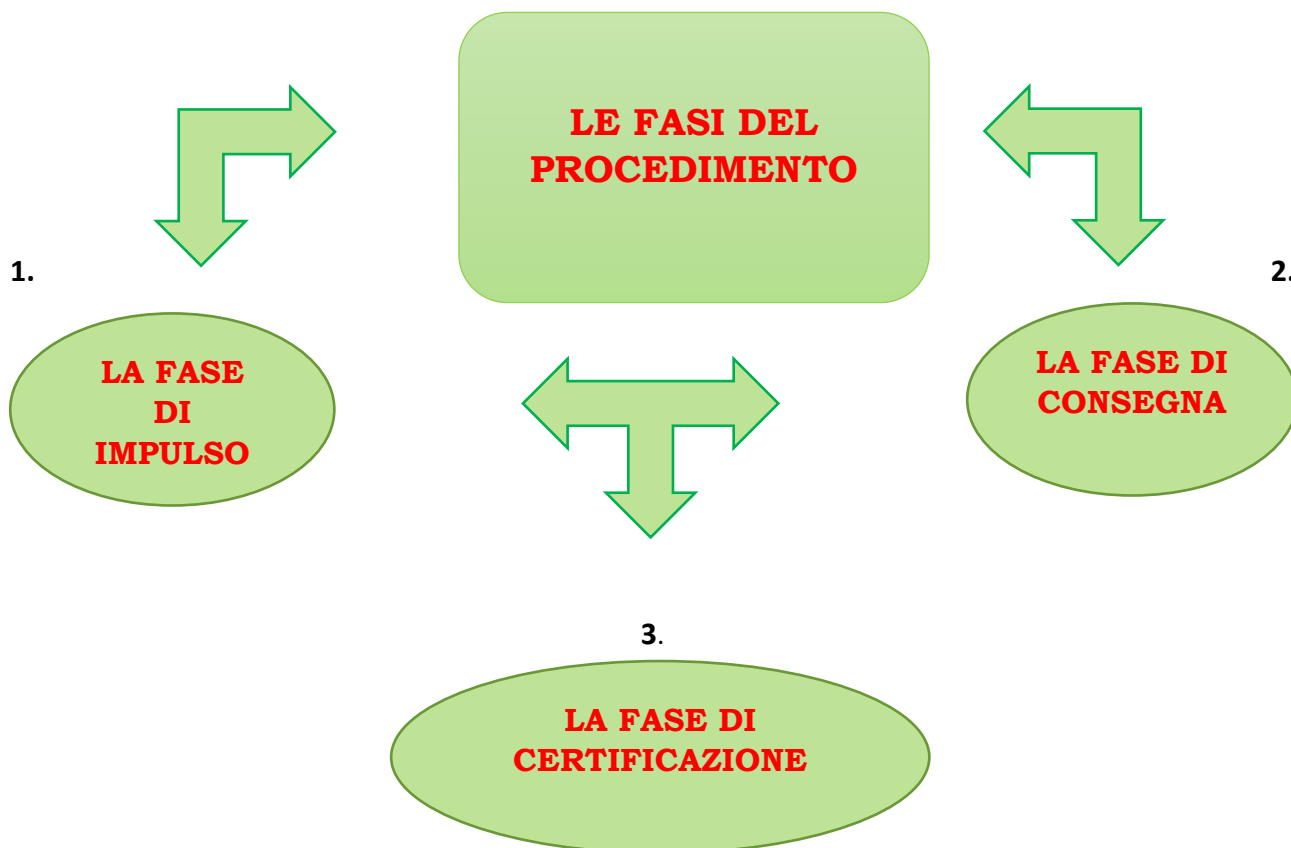 LE FASI DEL
PROCEDIMENTO
1.
2.
LA FASE
DI
IMPULSO
LA FASE DI
CONSEGNA
3.
LA FASE DI
CERTIFICAZIONE